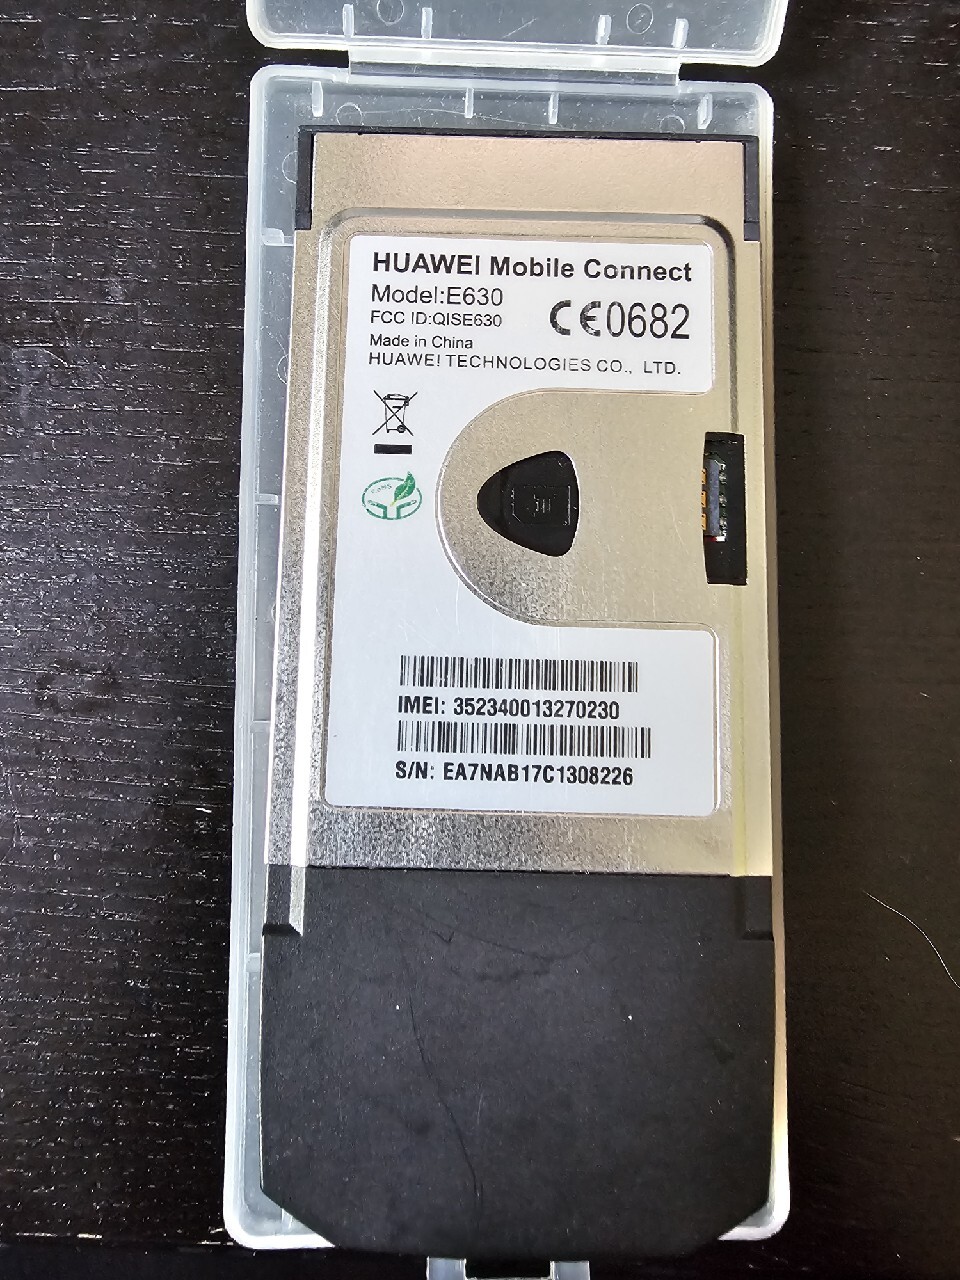 HUAWEI Mobile Connect
Model:E630
FCC ID:QISE630
CE0682
Made in China
HUAWEI TECHNOLOGIES CO., LTD.
RoHS
IMEI: 352340013270230
S/N: EA7NAB17C1308226